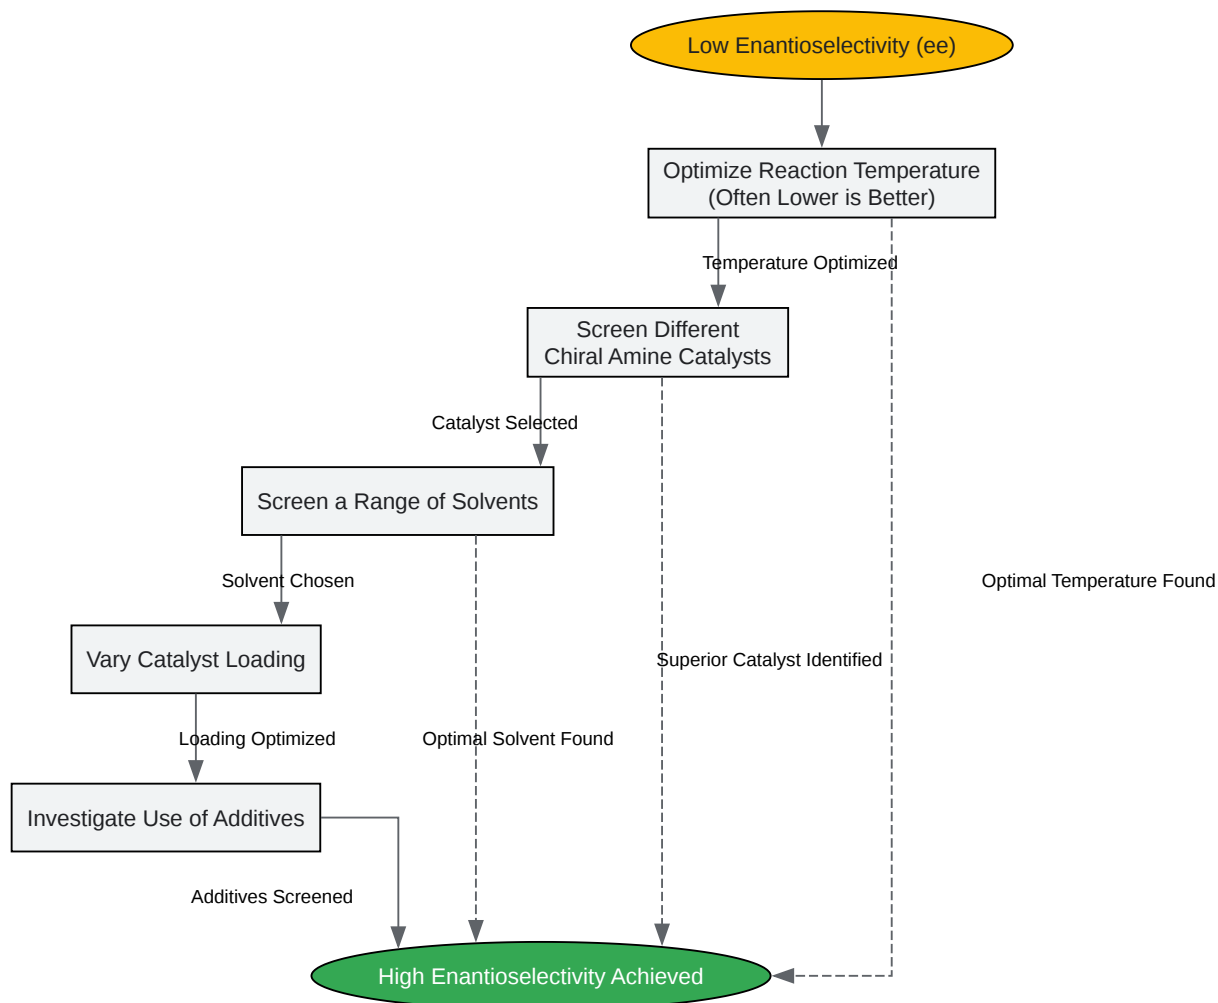 Low Enantioselectivity (ee)
Optimize Reaction Temperature
(Often Lower is Better)
Temperature Optimized
Screen Different
Chiral Amine Catalysts
Catalyst Selected
Screen a Range of Solvents
Solvent Chosen
Optimal Temperature Found
Vary Catalyst Loading
Superior Catalyst Identified
Loading Optimized
Optimal Solvent Found
Investigate Use of Additives
Additives Screened
High Enantioselectivity Achieved